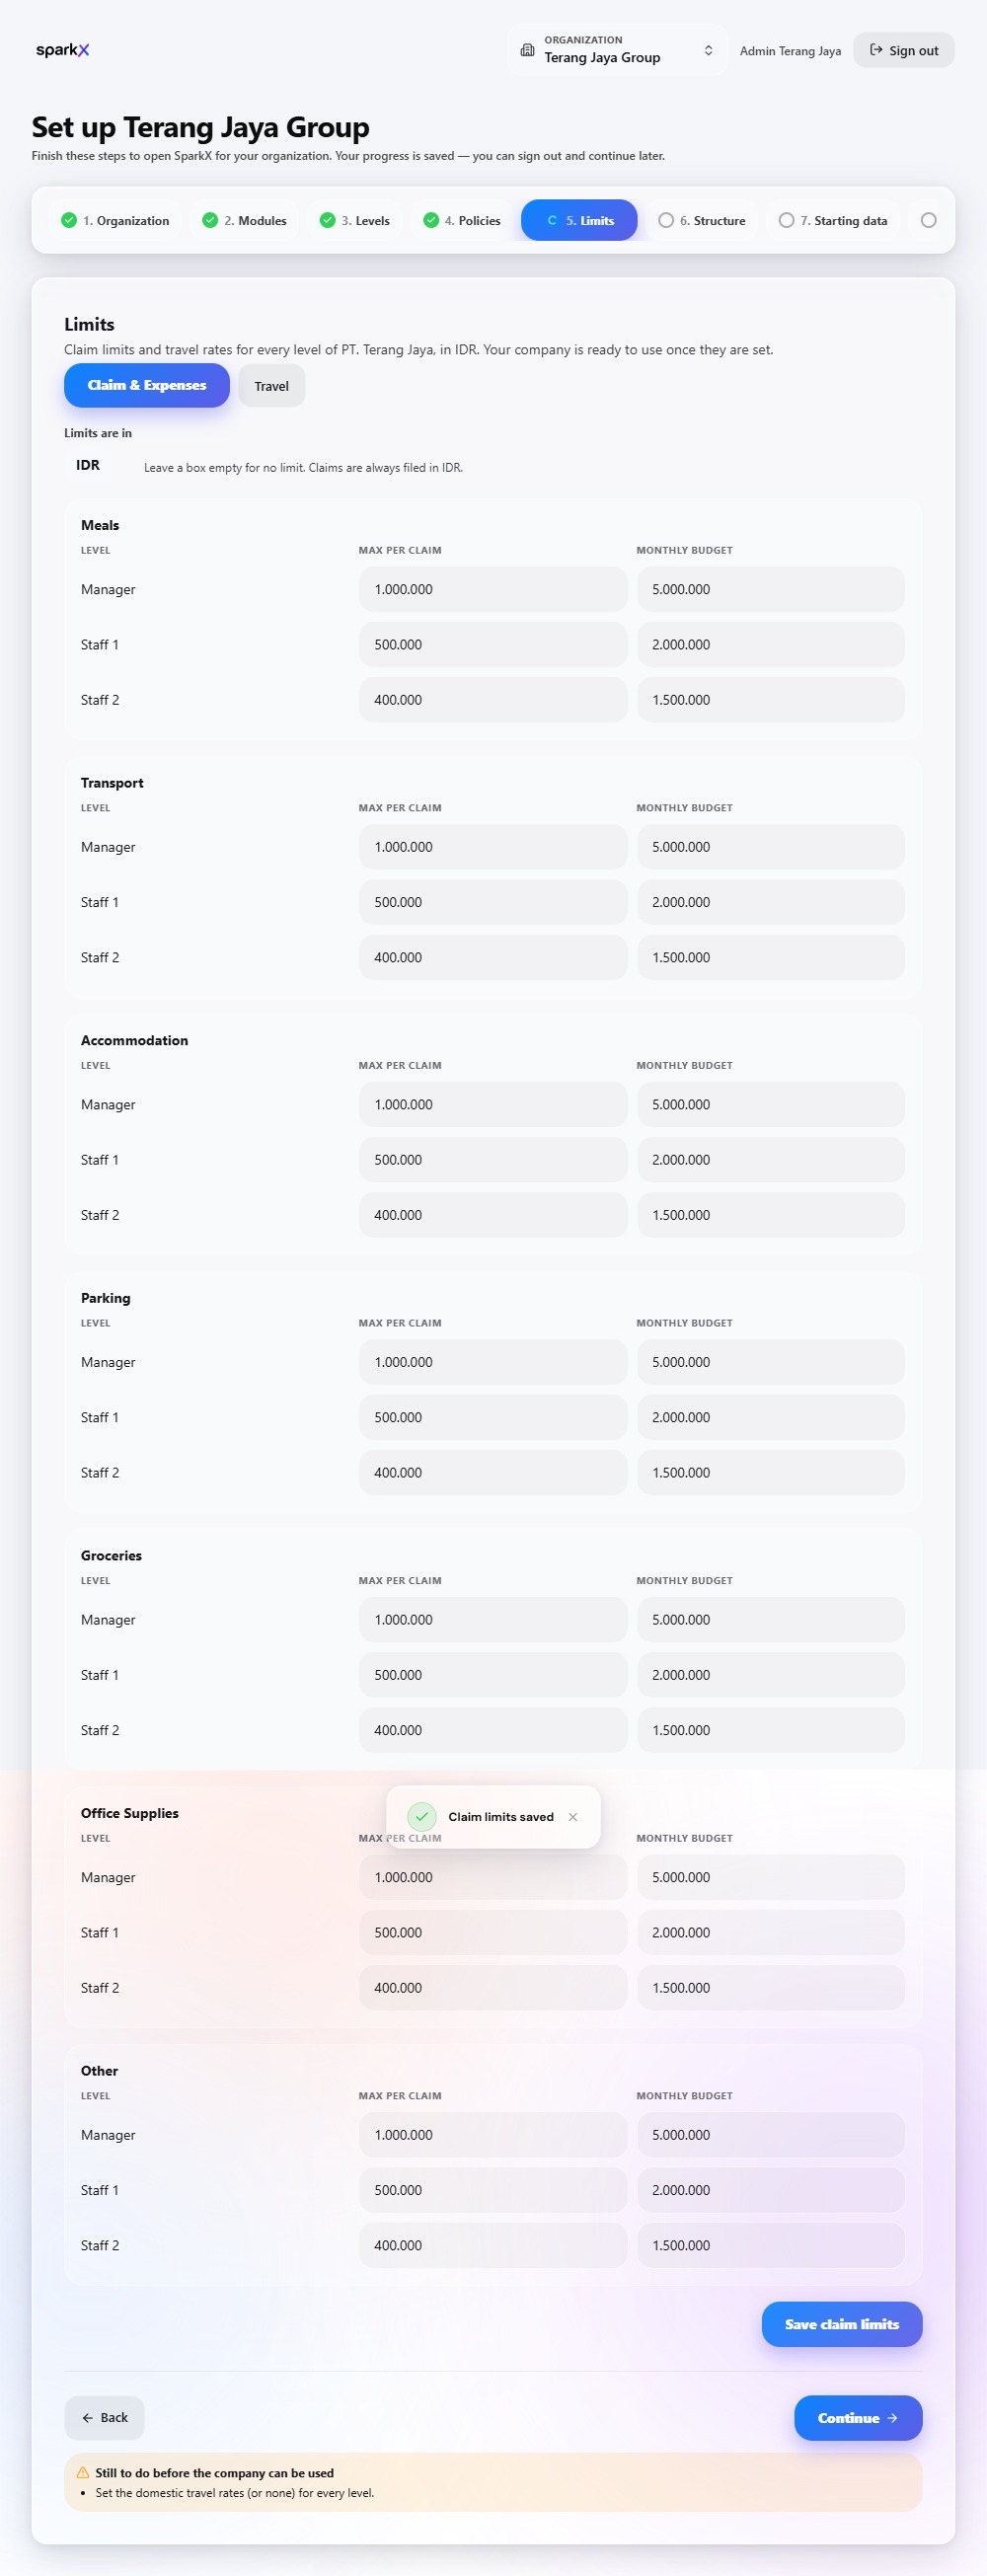 sparkX
ORGANIZATION
Terang Jaya Group
Admin Terang Jaya
Sign out
Set up Terang Jaya Group
Finish these steps to open SparkX for your organization. Your progress is saved — you can sign out and continue later.
1. Organization
2. Modules
3. Levels
4. Policies
5. Limits
6. Structure
7. Starting data
Limits
Claim limits and travel rates for every level of PT. Terang Jaya, in IDR. Your company is ready to use once they are set.
Claim & Expenses
Travel
Limits are in
IDR
Leave a box empty for no limit. Claims are always filed in IDR.
Meals
LEVEL MAX PER CLAIM MONTHLY BUDGET
Manager 1.000.000 5.000.000
Staff 1 500.000 2.000.000
Staff 2 400.000 1.500.000
Transport
LEVEL MAX PER CLAIM MONTHLY BUDGET
Manager 1.000.000 5.000.000
Staff 1 500.000 2.000.000
Staff 2 400.000 1.500.000
Accommodation
LEVEL MAX PER CLAIM MONTHLY BUDGET
Manager 1.000.000 5.000.000
Staff 1 500.000 2.000.000
Staff 2 400.000 1.500.000
Parking
LEVEL MAX PER CLAIM MONTHLY BUDGET
Manager 1.000.000 5.000.000
Staff 1 500.000 2.000.000
Staff 2 400.000 1.500.000
Groceries
LEVEL MAX PER CLAIM MONTHLY BUDGET
Manager 1.000.000 5.000.000
Staff 1 500.000 2.000.000
Staff 2 400.000 1.500.000
Office Supplies
Claim limits saved
LEVEL MAX PER CLAIM MONTHLY BUDGET
Manager 1.000.000 5.000.000
Staff 1 500.000 2.000.000
Staff 2 400.000 1.500.000
Other
LEVEL MAX PER CLAIM MONTHLY BUDGET
Manager 1.000.000 5.000.000
Staff 1 500.000 2.000.000
Staff 2 400.000 1.500.000
Save claim limits
Back
Continue
Still to do before the company can be used
• Set the domestic travel rates (or none) for every level.